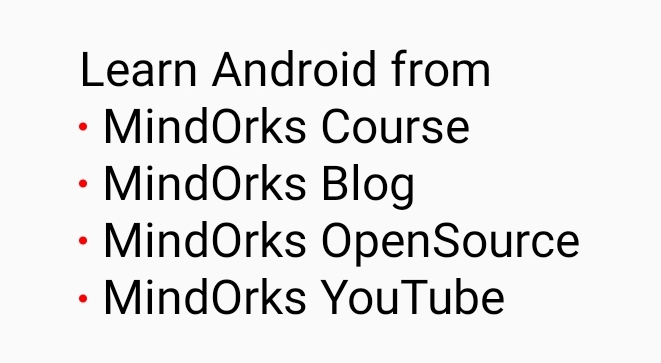 Learn Android from
• MindOrks Course
• MindOrks Blog
• MindOrks OpenSource
• MindOrks YouTube